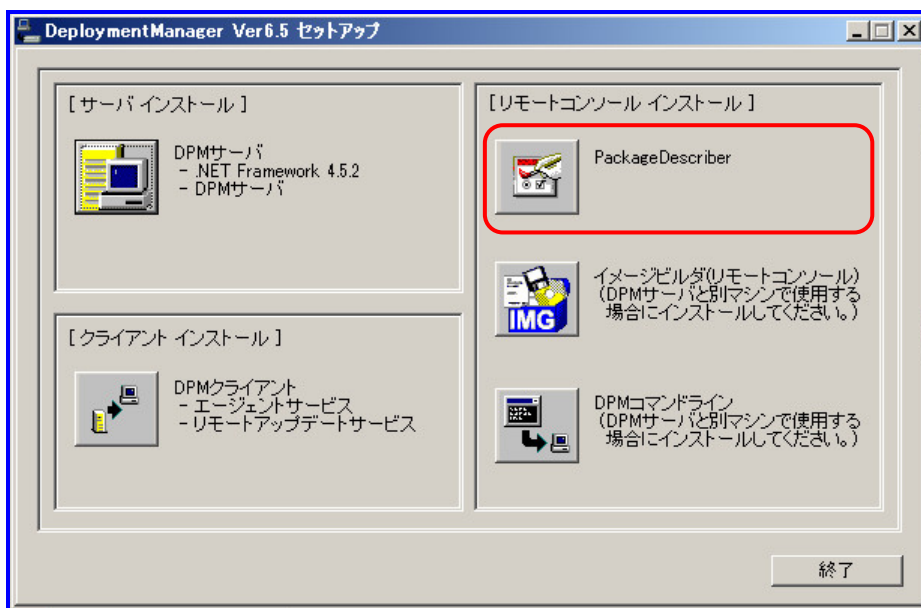 DeploymentManager Ver6.5 セットアップ
[サーバ インストール ]
DPMサーバ
- .NET Framework 4.5.2
- DPMサーバ
[クライアント インストール ]
DPMクライアント
- エージェントサービス
- リモートアップデートサービス
[リモートコンソール インストール ]
PackageDescriber
IMG
イメージビルダ(リモートコンソール)
(DPMサーバと別マシンで使用する
場合にインストールしてください。)
DPMコマンドライン
(DPMサーバと別マシンで使用する
場合にインストールしてください。)
終了